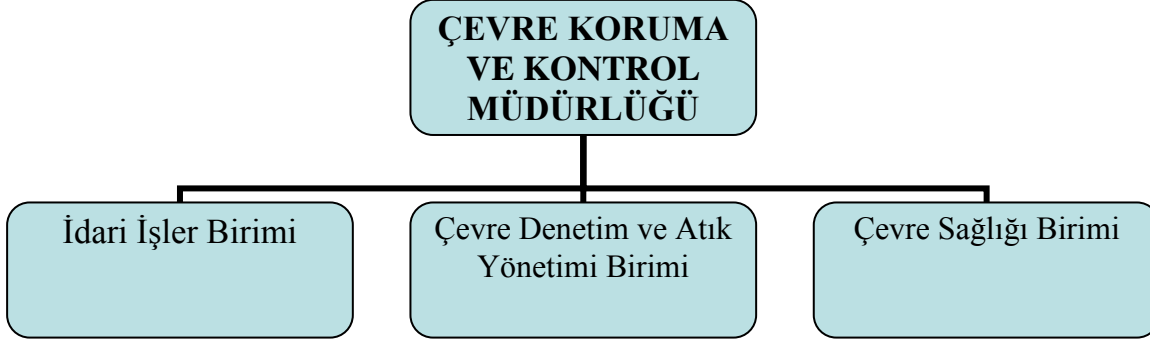 ÇEVRE KORUMA
VE KONTROL
MÜDÜRLÜĞÜ
İdari İşler Birimi
Çevre Denetim ve Atık
Yönetimi Birimi
Çevre Sağlığı Birimi